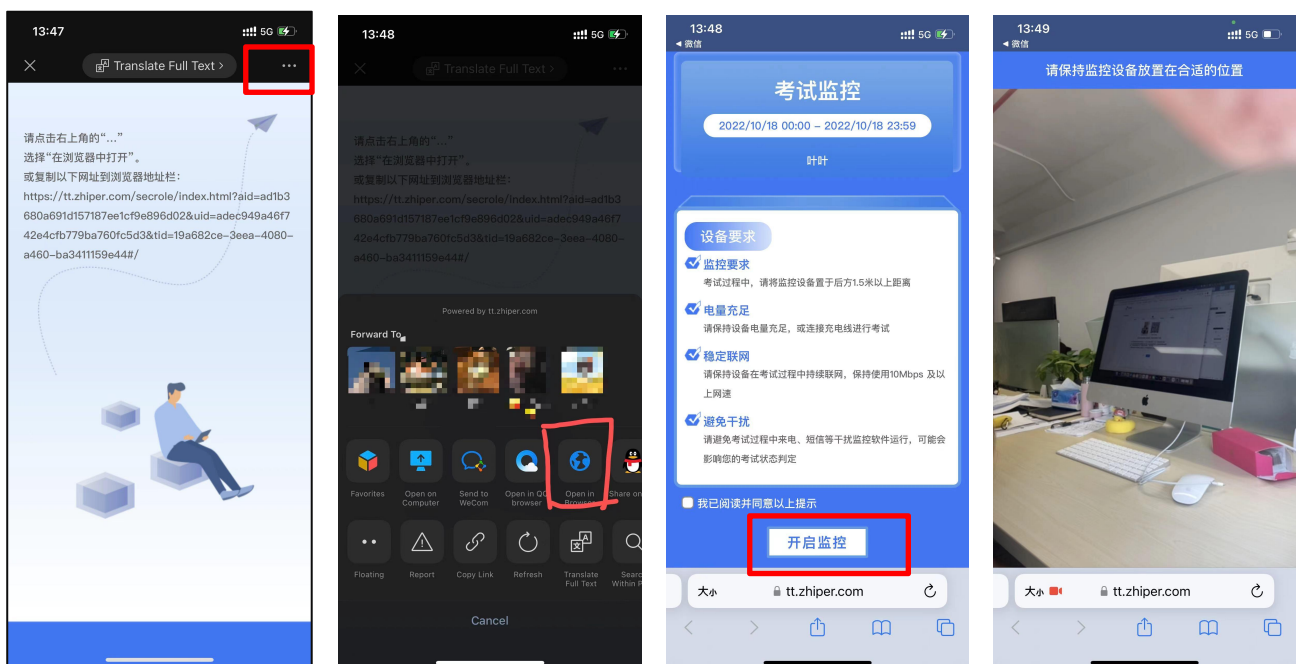 13:47
5G
Translate Full Text >
...
请点击右上角的“...”
选择“在浏览器中打开”。
或复制以下网址到浏览器地址栏:
https://tt.zhiper.com/secrole/index.html?aid=ad1b3
680a691d157187ee1cf9e896d02&uid=adec949a46f7
42e4cfb779ba760fc5d3&tid=19a682ce-3eea-4080-
a460-ba3411159e44#/
13:48
5G
Translate Full Text >
请点击右上角的“...”
选择“在浏览器中打开”。
或复制以下网址到浏览器地址栏:
https://tt.zhiper.com/secrole/index.html?aid=ad1b3
680a691d157187ee1cf9e896d02&uid=adec949a46f7
42e4cfb779ba760fc5d3&tid=19a682ce-3eea-4080-
a460-ba3411159e44#/
Powered by tt.zhiper.com
Forward To
Favorites
Open on Computer
Send to WeCom
Open in QQ browser
Open in Browser
Share on
Floating
Report
Copy Link
Refresh
Translate Full Text
Within
Cancel
13:48
5G
◀ 微信
考试监控
2022/10/18 00:00 – 2022/10/18 23:59
叶叶
设备要求
监控要求
考试过程中，请将监控设备置于后方1.5米以上距离
电量充足
请保持设备电量充足，或连接充电线进行考试
稳定联网
请保持设备在考试过程中持续联网，保持使用10Mbps 及以
上网速
避免干扰
请避免考试过程中来电、短信等干扰监控软件运行，可能会
影响您的考试状态判定
我已阅读并同意以上提示
开启监控
大小
tt.zhiper.com
13:49
5G
◀ 微信
请保持监控设备放置在合适的位置
大小
tt.zhiper.com